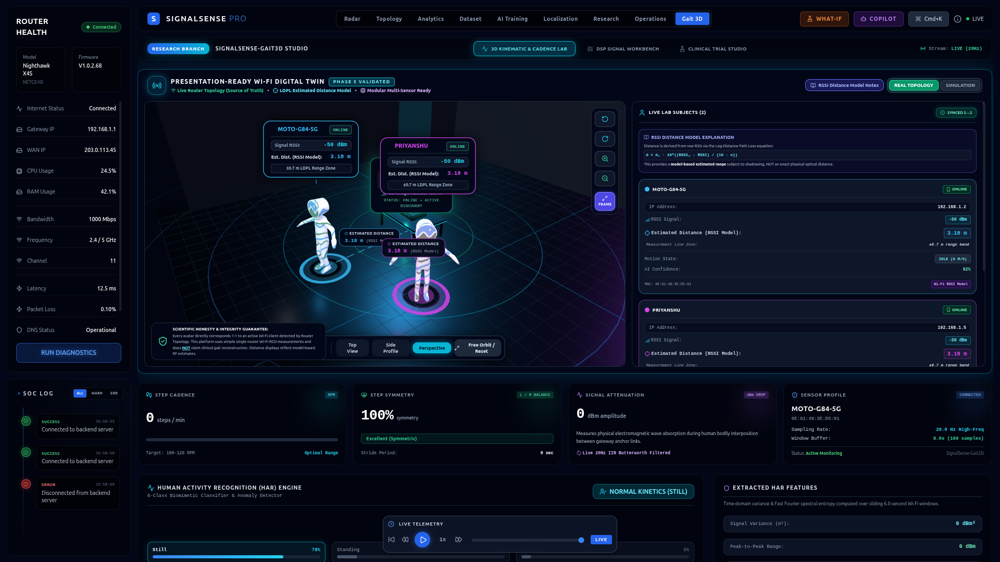 ROUTER
HEALTH
Connected
Model
Nighthawk
X4S
NETGEAR
Firmware
V1.0.2.68
Internet Status Connected
Gateway IP 192.168.1.1
WAN IP 203.0.113.45
CPU Usage 24.5%
RAM Usage 42.1%
Bandwidth 1000 Mbps
Frequency 2.4 / 5 GHz
Channel 11
Latency 12.5 ms
Packet Loss 0.10%
DNS Status Operational
RUN DIAGNOSTICS
SOC LOG
ALL WARN ERR
SUCCESS 15:56:53
Connected to backend server
SUCCESS 15:56:50
Connected to backend server
ERROR 15:56:50
Disconnected from backend
server
S SIGNALSENSE PRO
Radar Topology Analytics Dataset AI Training Localization Research Operations Gait 3D
WHAT-IF COPILOT Cmd+K LIVE
RESEARCH BRANCH SIGNALSENSE-GAIT3D STUDIO
3D KINEMATIC & CADENCE LAB DSP SIGNAL WORKBENCH CLINICAL TRIAL STUDIO
Stream: LIVE (20Hz)
PRESENTATION-READY WI-FI DIGITAL TWIN PHASE 5 VALIDATED
Live Router Topology (Source of Truth) • LDPL Estimated Distance Model • Modular Multi-Sensor Ready
RSSI Distance Model Notes REAL TOPOLOGY SIMULATION
MOTO-G84-5G ONLINE
Signal RSSI: -50 dBm
Est. Dist. (RSSI Model): 3.18 m
±0.7 m LDPL Range Zone
PRIYANSHU ONLINE
Signal RSSI: -50 dBm
Est. Dist. (RSSI Model): 3.18 m
±0.7 m LDPL Range Zone
STATUS: ONLINE • ACTIVE
DISCOVERY
ESTIMATED DISTANCE
3.18 m (RSSI M
ESTIMATED DISTANCE
3.18 m (RSSI Model)
FRAME
SCIENTIFIC HONESTY & INTEGRITY GUARANTEE:
Every avatar directly corresponds 1:1 to an active Wi-Fi client detected by Router
Topology. This platform uses simple single-router Wi-Fi RSSI measurements and
does NOT claim clinical gait reconstruction. Distance displays reflect model-based
RF estimates.
Top
View
Side
Profile
Perspective
Free Orbit /
Reset
LIVE LAB SUBJECTS (2) SYNCED 2↔2
RSSI DISTANCE MODEL EXPLANATION
Distance is derived from raw RSSI via the Log-Distance Path Loss equation:
d = d₀ · 10^((RSSI₀ - RSSI) / (10 · n))
This provides a model-based estimated range subject to shadowing, NOT an exact physical optical distance.
MOTO-G84-5G ONLINE
IP Address: 192.168.1.2
RSSI Signal: -50 dBm
Estimated Distance (RSSI Model): 3.18 m
Measurement Line Zone: ±0.7 m range band
Motion State: IDLE (0 M/S)
AI Confidence: 92%
MAC: 0E:81:49:3E:D5:01 Wi-Fi RSSI Model
PRIYANSHU ONLINE
IP Address: 192.168.1.5
RSSI Signal: -50 dBm
Estimated Distance (RSSI Model): 3.18 m
Measurement Line Zone: ±0.7 m range band
STEP CADENCE RPM
0 steps / min
Target: 100-120 RPM Optimal Range
STEP SYMMETRY L / R BALANCE
100% symmetry
Excellent (Symmetric)
Stride Period: 0 sec
SIGNAL ATTENUATION dBm DROP
0 dBm amplitude
Measures physical electromagnetic wave absorption during human bodily interposition
between gateway anchor links.
Live 20Hz IIR Butterworth Filtered
SENSOR PROFILE CONNECTED
MOTO-G84-5G
0E:81:49:3E:D5:01
Sampling Rate: 20.0 Hz High-Freq
Window Buffer: 8.0s (160 samples)
Status: Active Monitoring SignalSense-Gait3D
HUMAN ACTIVITY RECOGNITION (HAR) ENGINE
6-Class Biomimetic Classifier & Anomaly Detector
NORMAL KINETICS (STILL)
Still 78%
Standing
6%
LIVE TELEMETRY
1x LIVE
EXTRACTED HAR FEATURES
Time-domain variance & Fast Fourier spectral entropy computed over sliding 6.0-second Wi-Fi windows.
Signal Variance (σ²): 0 dBm²
Peak-to-Peak Range: 0 dBm